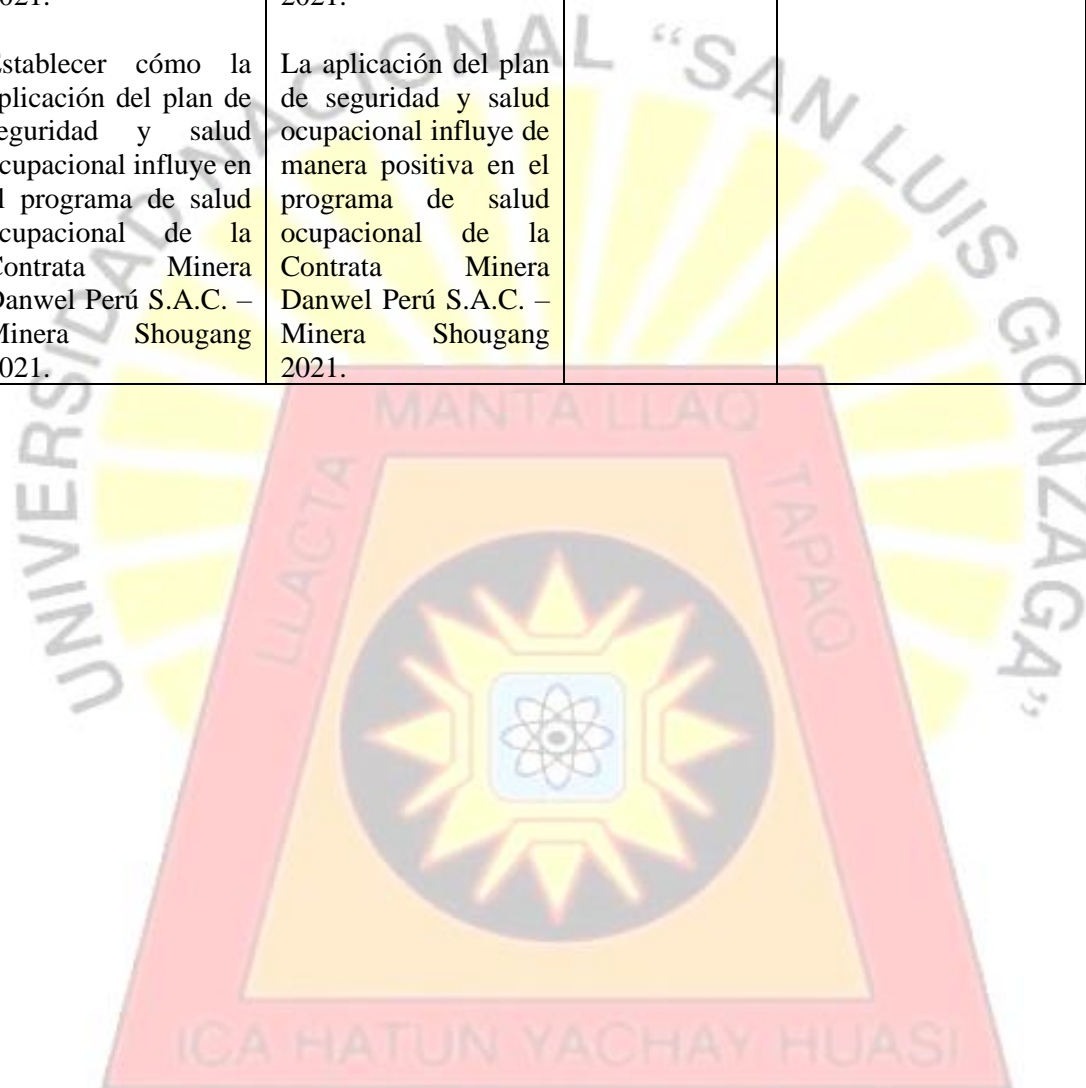 2021.
Establecer cómo la
aplicación del plan de
seguridad y salud
ocupacional influye en
el programa de salud
ocupacional de la
Contrata Minera
Danwel Perú S.A.C. –
Minera Shougang
2021.
2021.
La aplicación del plan
de seguridad y salud
ocupacional influye de
manera positiva en el
programa de salud
ocupacional de la
Contrata Minera
Danwel Perú S.A.C. –
Minera Shougang
2021.
UNIVERSIDAD NACIONAL “SAN LUIS GONZAGA”
MANTA LLAQ
LLACTA
TAPAQ
ICA HATUN YACHAY HUASI